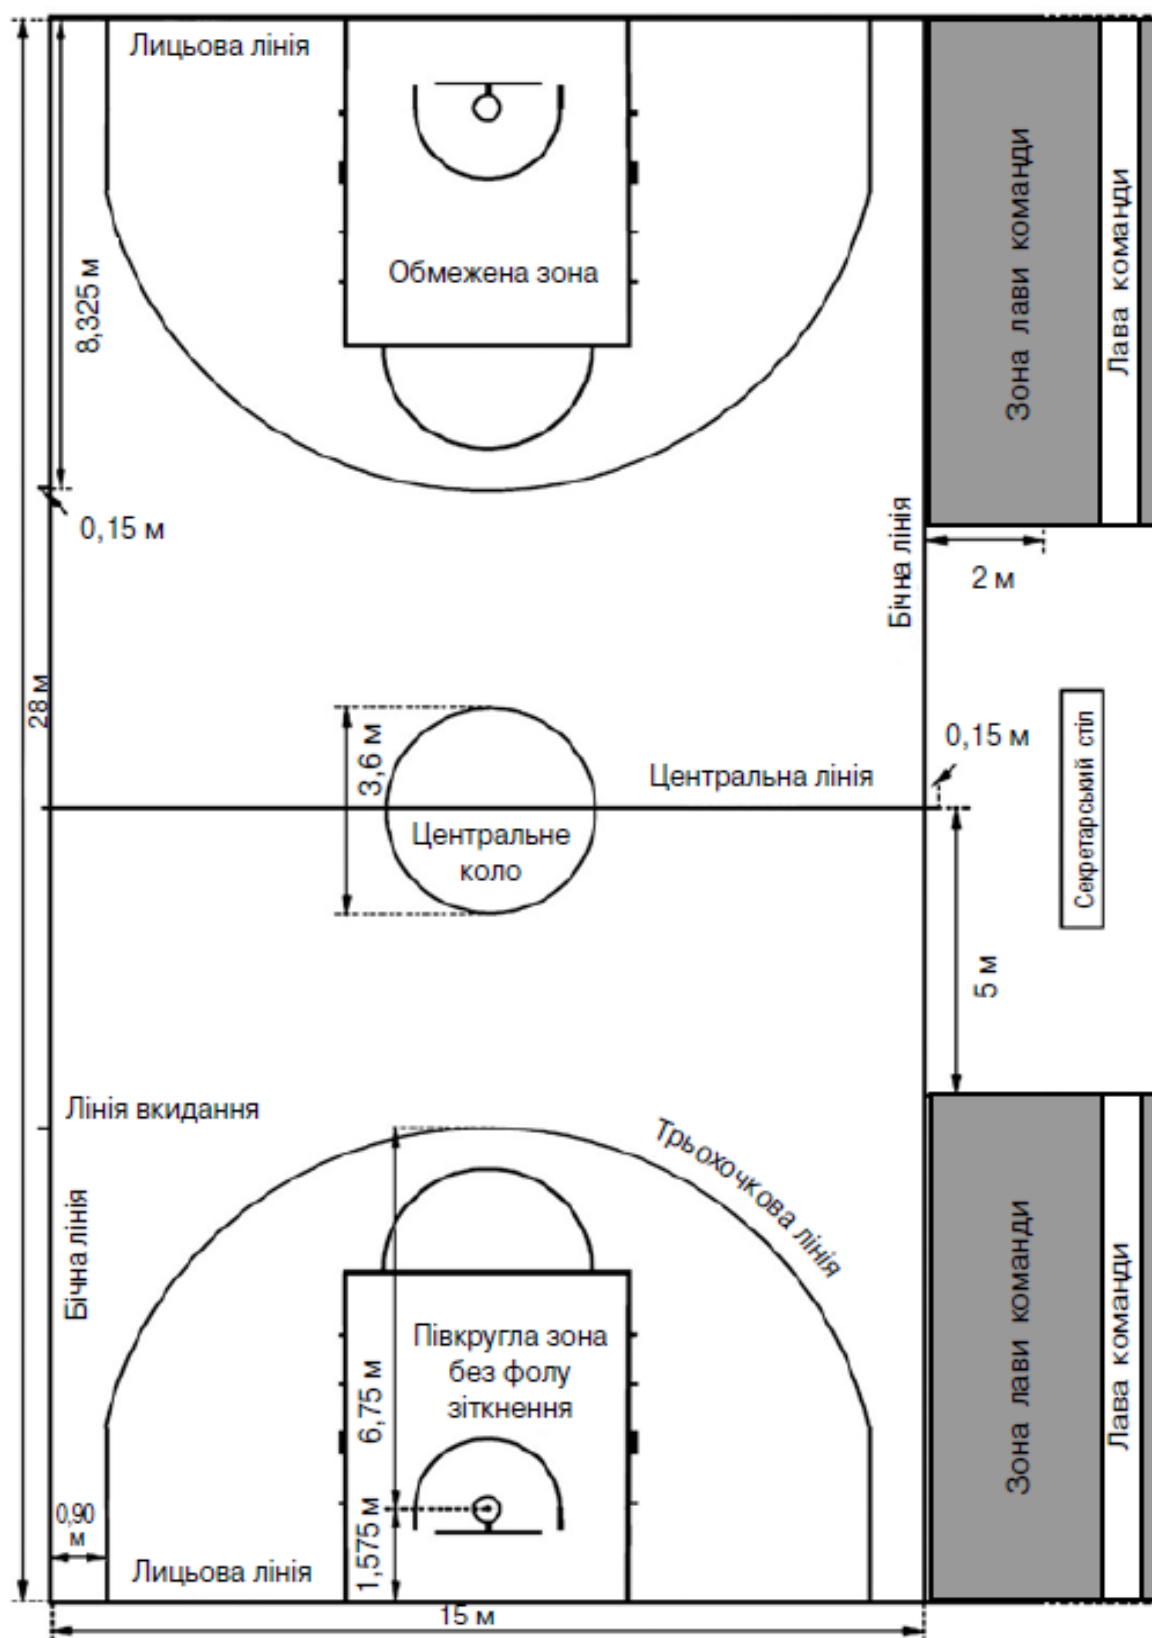 Лицьова лінія
Зона лави команди
Лава команди
Обмежена зона
8,325 м
0,15 м
Бічна лінія
2 м
28 м
3,6 м
Центральна лінія
0,15 м
Секретарський стіл
Центральне
коло
5 м
Лінія вкидання
Трьохочкова лінія
Бічна лінія
Півкругла зона
без фолу
зіткнення
6,75 м
Зона лави команди
Лава команди
0,90
м
1,575 м
Лицьова лінія
15 м